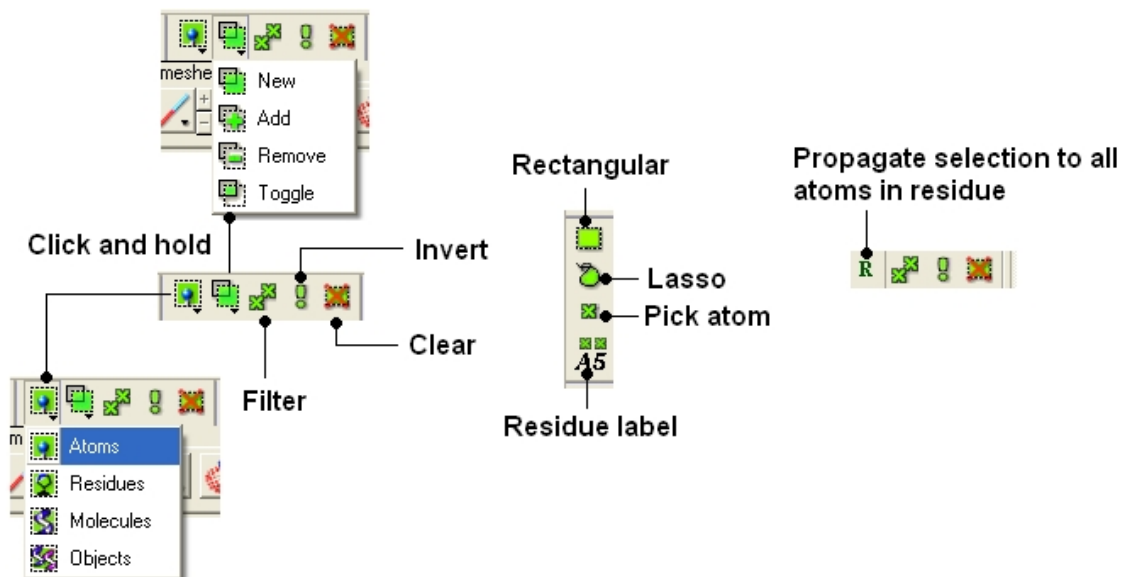 meshe
New
Add
Remove
Toggle
Click and hold
Invert
Clear
Filter
m
Atoms
Residues
Molecules
Objects
Rectangular
Lasso
Pick atom
A5
Residue label
Propagate selection to all
atoms in residue
R